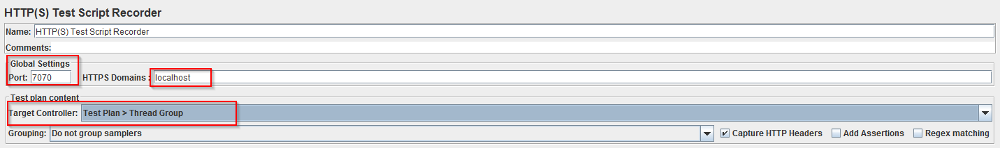 HTTP(S) Test Script Recorder
Name: HTTP(S) Test Script Recorder
Comments:
Global Settings
Port: 7070 HTTPS Domains : localhost
Test plan content
Target Controller: Test Plan > Thread Group
Grouping: Do not group samplers Capture HTTP Headers Add Assertions Regex matching